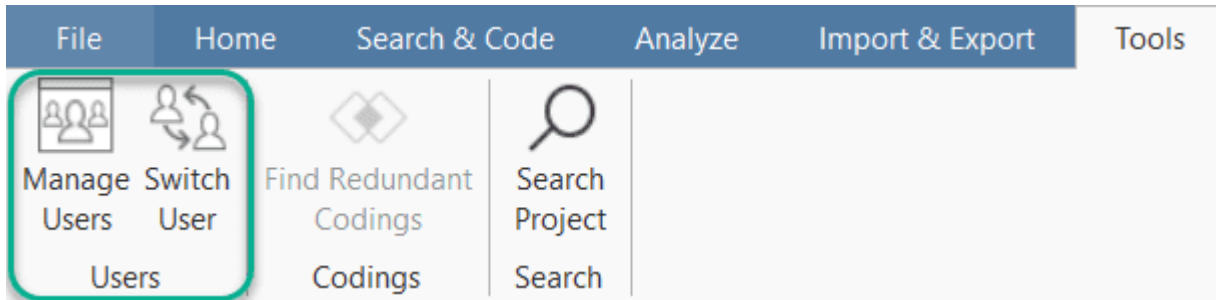 File Home Search & Code Analyze Import & Export Tools
Manage Switch Find Redundant Search
Users User Codings Project
Users Codings Search